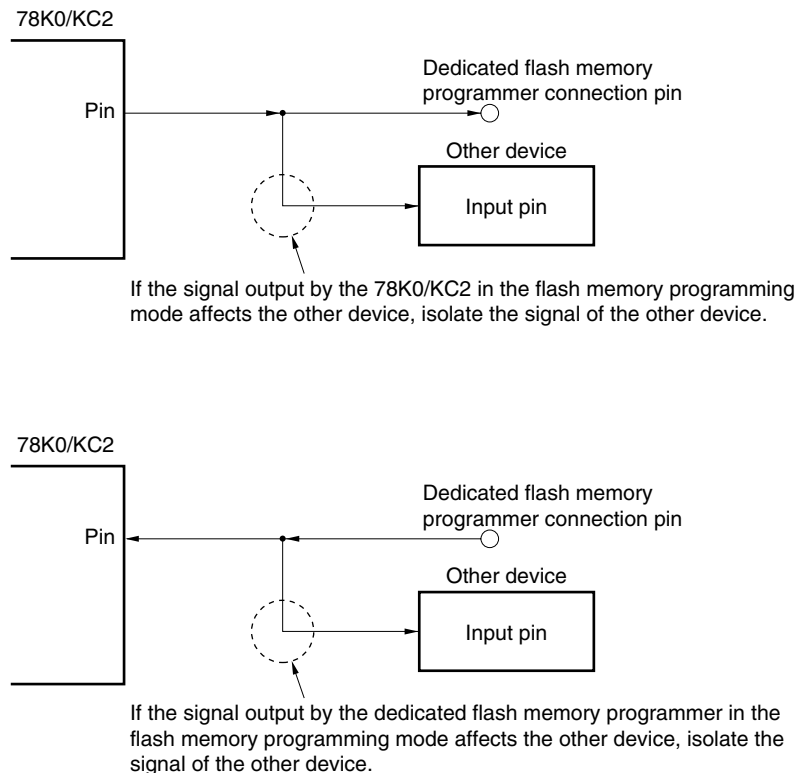 78K0/KC2
Dedicated flash memory
programmer connection pin
Pin
Other device
Input pin
If the signal output by the 78K0/KC2 in the flash memory programming
mode affects the other device, isolate the signal of the other device.
78K0/KC2
Dedicated flash memory
programmer connection pin
Pin
Other device
Input pin
If the signal output by the dedicated flash memory programmer in the
flash memory programming mode affects the other device, isolate the
signal of the other device.